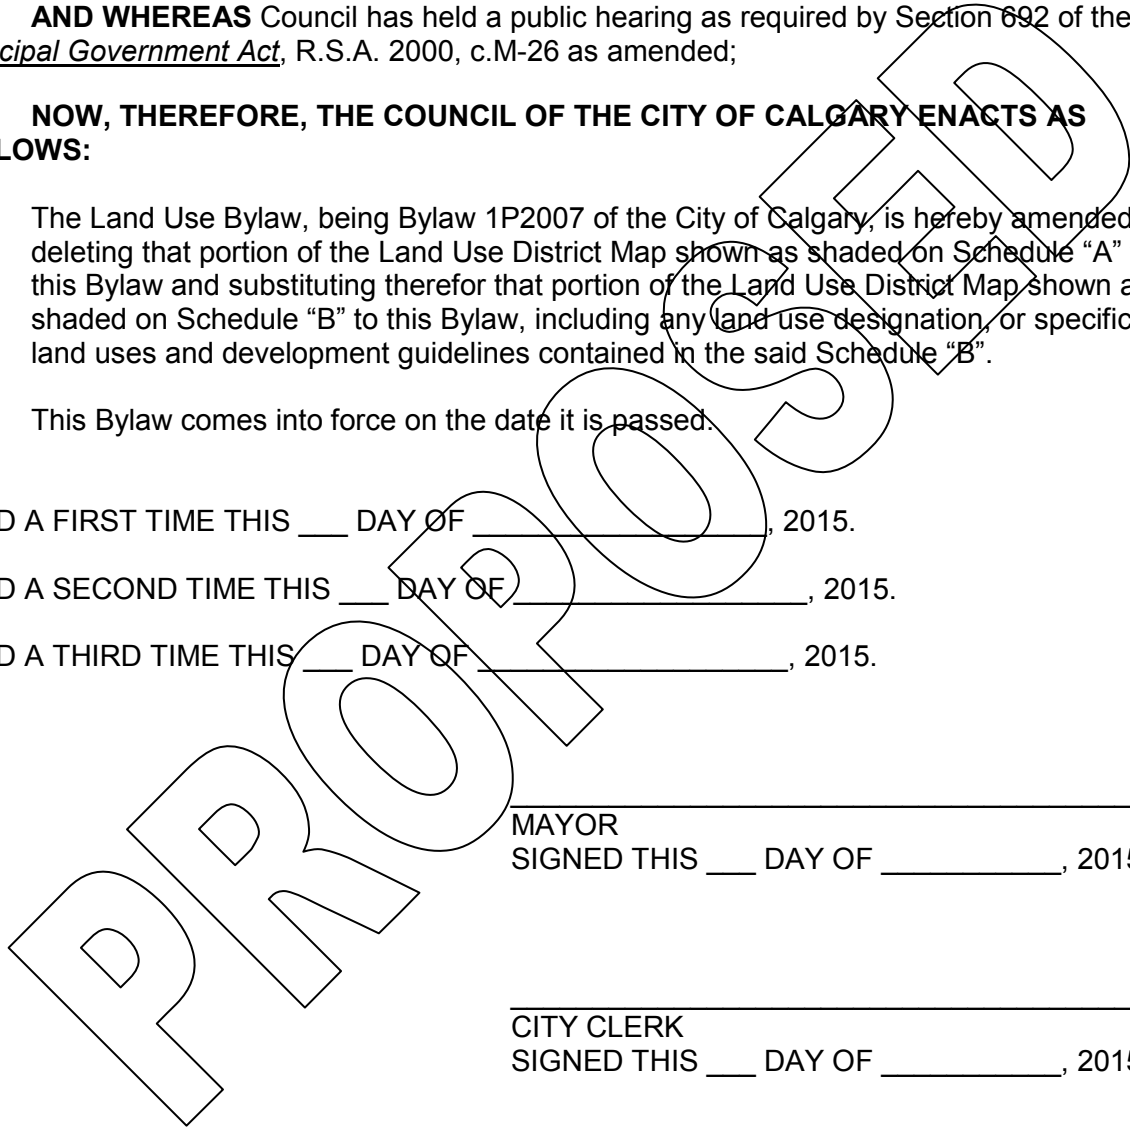 AND WHEREAS Council has held a public hearing as required by Section 692 of the
cipal Government Act, R.S.A. 2000, c.M-26 as amended;
NOW, THEREFORE, THE COUNCIL OF THE CITY OF CALGARY ENACTS AS
LOWS:
The Land Use Bylaw, being Bylaw 1P2007 of the City of Calgary, is hereby amended
deleting that portion of the Land Use District Map shown as shaded on Schedule “A”
this Bylaw and substituting therefor that portion of the Land Use District Map shown a
shaded on Schedule “B” to this Bylaw, including any land use designation, or specific
land uses and development guidelines contained in the said Schedule “B”.
This Bylaw comes into force on the date it is passed.
D A FIRST TIME THIS ___ DAY OF __________________, 2015.
D A SECOND TIME THIS ___ DAY OF __________________, 2015.
D A THIRD TIME THIS ___ DAY OF ___________________, 2015.
MAYOR
SIGNED THIS ___ DAY OF ___________, 2015
CITY CLERK
SIGNED THIS ___ DAY OF ___________, 2015
PROPOSED